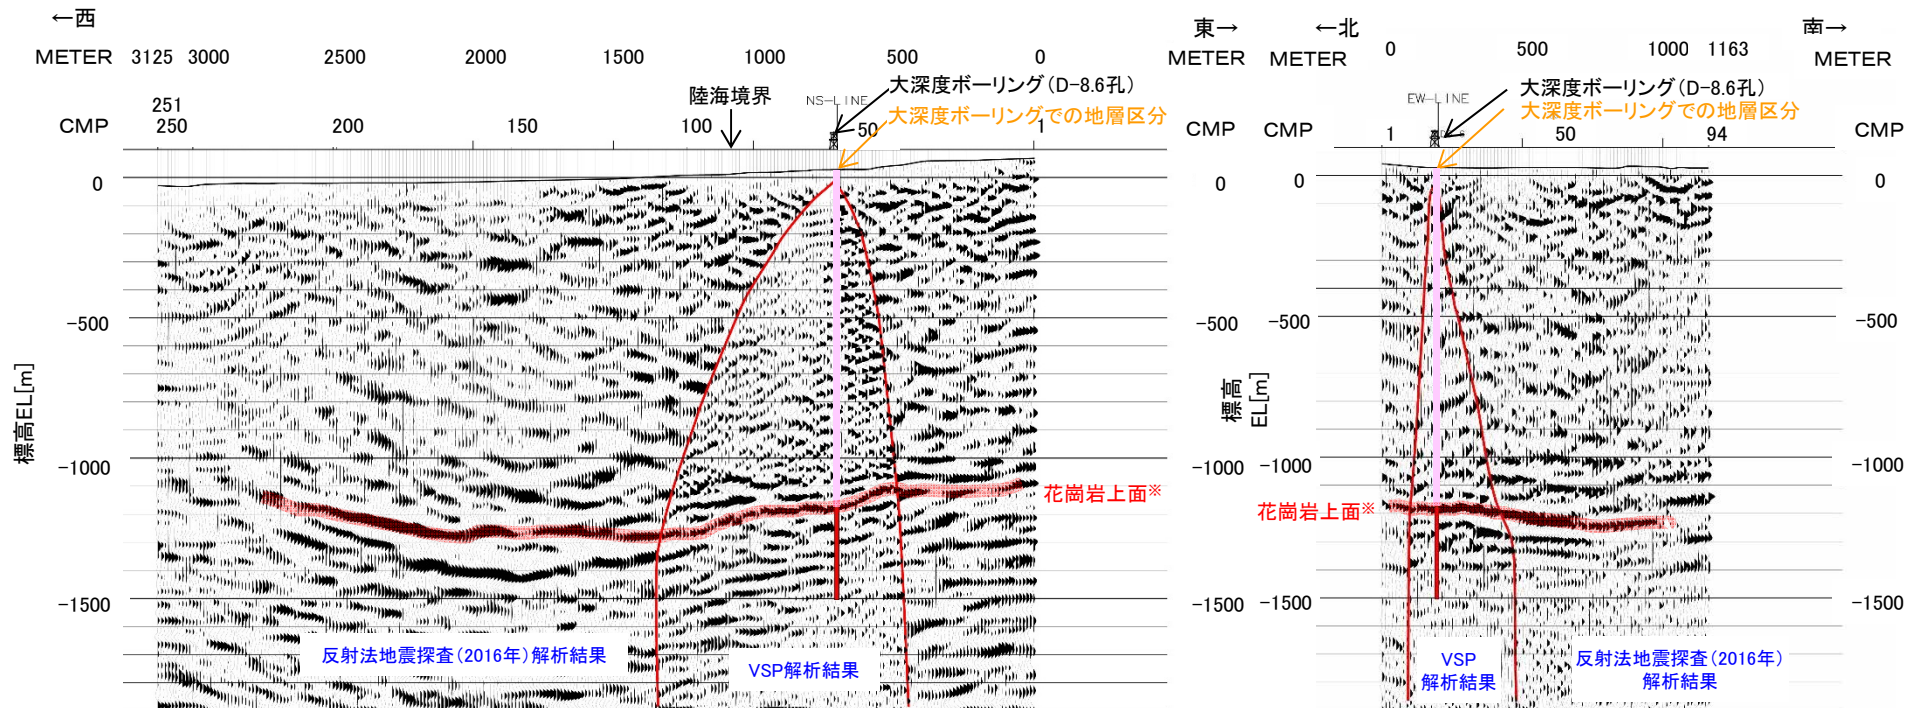 ←西
東→
METER 3125 3000 2500 2000 1500 1000 500 0 METER
大深度ボーリング(D-8.6孔)
陸海境界
NS-LINE
大深度ボーリングでの地層区分
251
CMP 250 200 150 100 50 1 CMP
0 0
-500 -500
-1000 -1000
-1500 -1500
標高EL[m]
花崗岩上面※
反射法地震探査(2016年)解析結果
VSP解析結果
←北
南→
METER 0 500 1000 1163 METER
大深度ボーリング(D-8.6孔)
EW-LINE
大深度ボーリングでの地層区分
CMP 1 50 94 CMP
0 0
-500 -500
-1000 -1000
-1500 -1500
標高
EL[m]
花崗岩上面※
VSP
解析結果
反射法地震探査(2016年)
解析結果